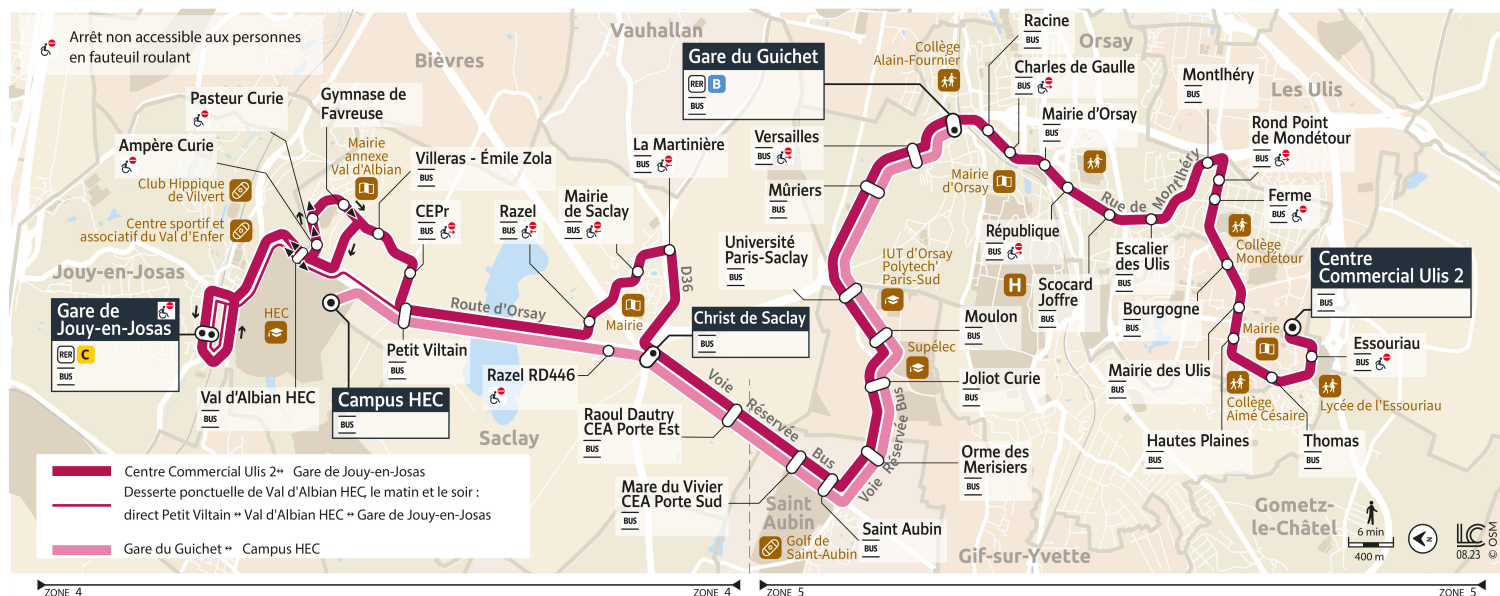 Arrêt non accessible aux personnes
en fauteuil roulant
Bièvres
Vauhallan
Orsay
Les Ulis
Jouy-en-Josas
Saclay
Saint
Aubin
Gif-sur-Yvette
Gometz-
le-Châtel
Gare de
Jouy-en-Josas
RER C
BUS
Club Hippique
de Vilvert
Centre sportif et
associatif du Val d'Enfer
Ampère Curie
Pasteur Curie
Gymnase de
Favreuse
Mairie
annexe
Val d'Albian
HEC
Val d'Albian HEC
BUS
Campus HEC
BUS
Villeras - Émile Zola
BUS
CEPr
BUS
Petit Viltain
BUS
Route d'Orsay
Razel
BUS
Mairie
de Saclay
BUS
Mairie
La Martinière
BUS
D36
Razel RD446
Christ de Saclay
BUS
Raoul Dautry
CEA Porte Est
BUS
Mare du Vivier
CEA Porte Sud
BUS
Voie Réservée Bus
Saint Aubin
BUS
Golf de
Saint-Aubin
Voie Réservée Bus
Orme des
Merisiers
BUS
Joliot Curie
BUS
Supélec
Moulon
BUS
IUT d'Orsay
Polytech'
Paris-Sud
Université
Paris-Saclay
BUS
Mûriers
BUS
Versailles
BUS
Gare du Guichet
RER B
BUS
Collège
Alain-Fournier
Racine
BUS
Charles de Gaulle
BUS
Mairie d'Orsay
BUS
Mairie
d'Orsay
République
BUS
H
Scocard
Joffre
BUS
Escalier
des Ulis
BUS
Rue de Montlhéry
Montlhéry
BUS
Rond Point
de Mondétour
BUS
Ferme
BUS
Collège
Mondétour
Bourgogne
BUS
Mairie des Ulis
BUS
Mairie
Collège
Aimé Césaire
Hautes Plaines
BUS
Thomas
BUS
Lycée de l'Essouriau
Essouriau
BUS
Centre
Commercial Ulis 2
BUS
Centre Commercial Ulis 2↔ Gare de Jouy-en-Josas
Desserte ponctuelle de Val d'Albian HEC, le matin et le soir :
direct Petit Viltain ↔ Val d'Albian HEC ↔ Gare de Jouy-en-Josas
Gare du Guichet ↔ Campus HEC
6 min
400 m
N
LC
08.23
© OSM
ZONE 4
ZONE 4
ZONE 5
ZONE 5